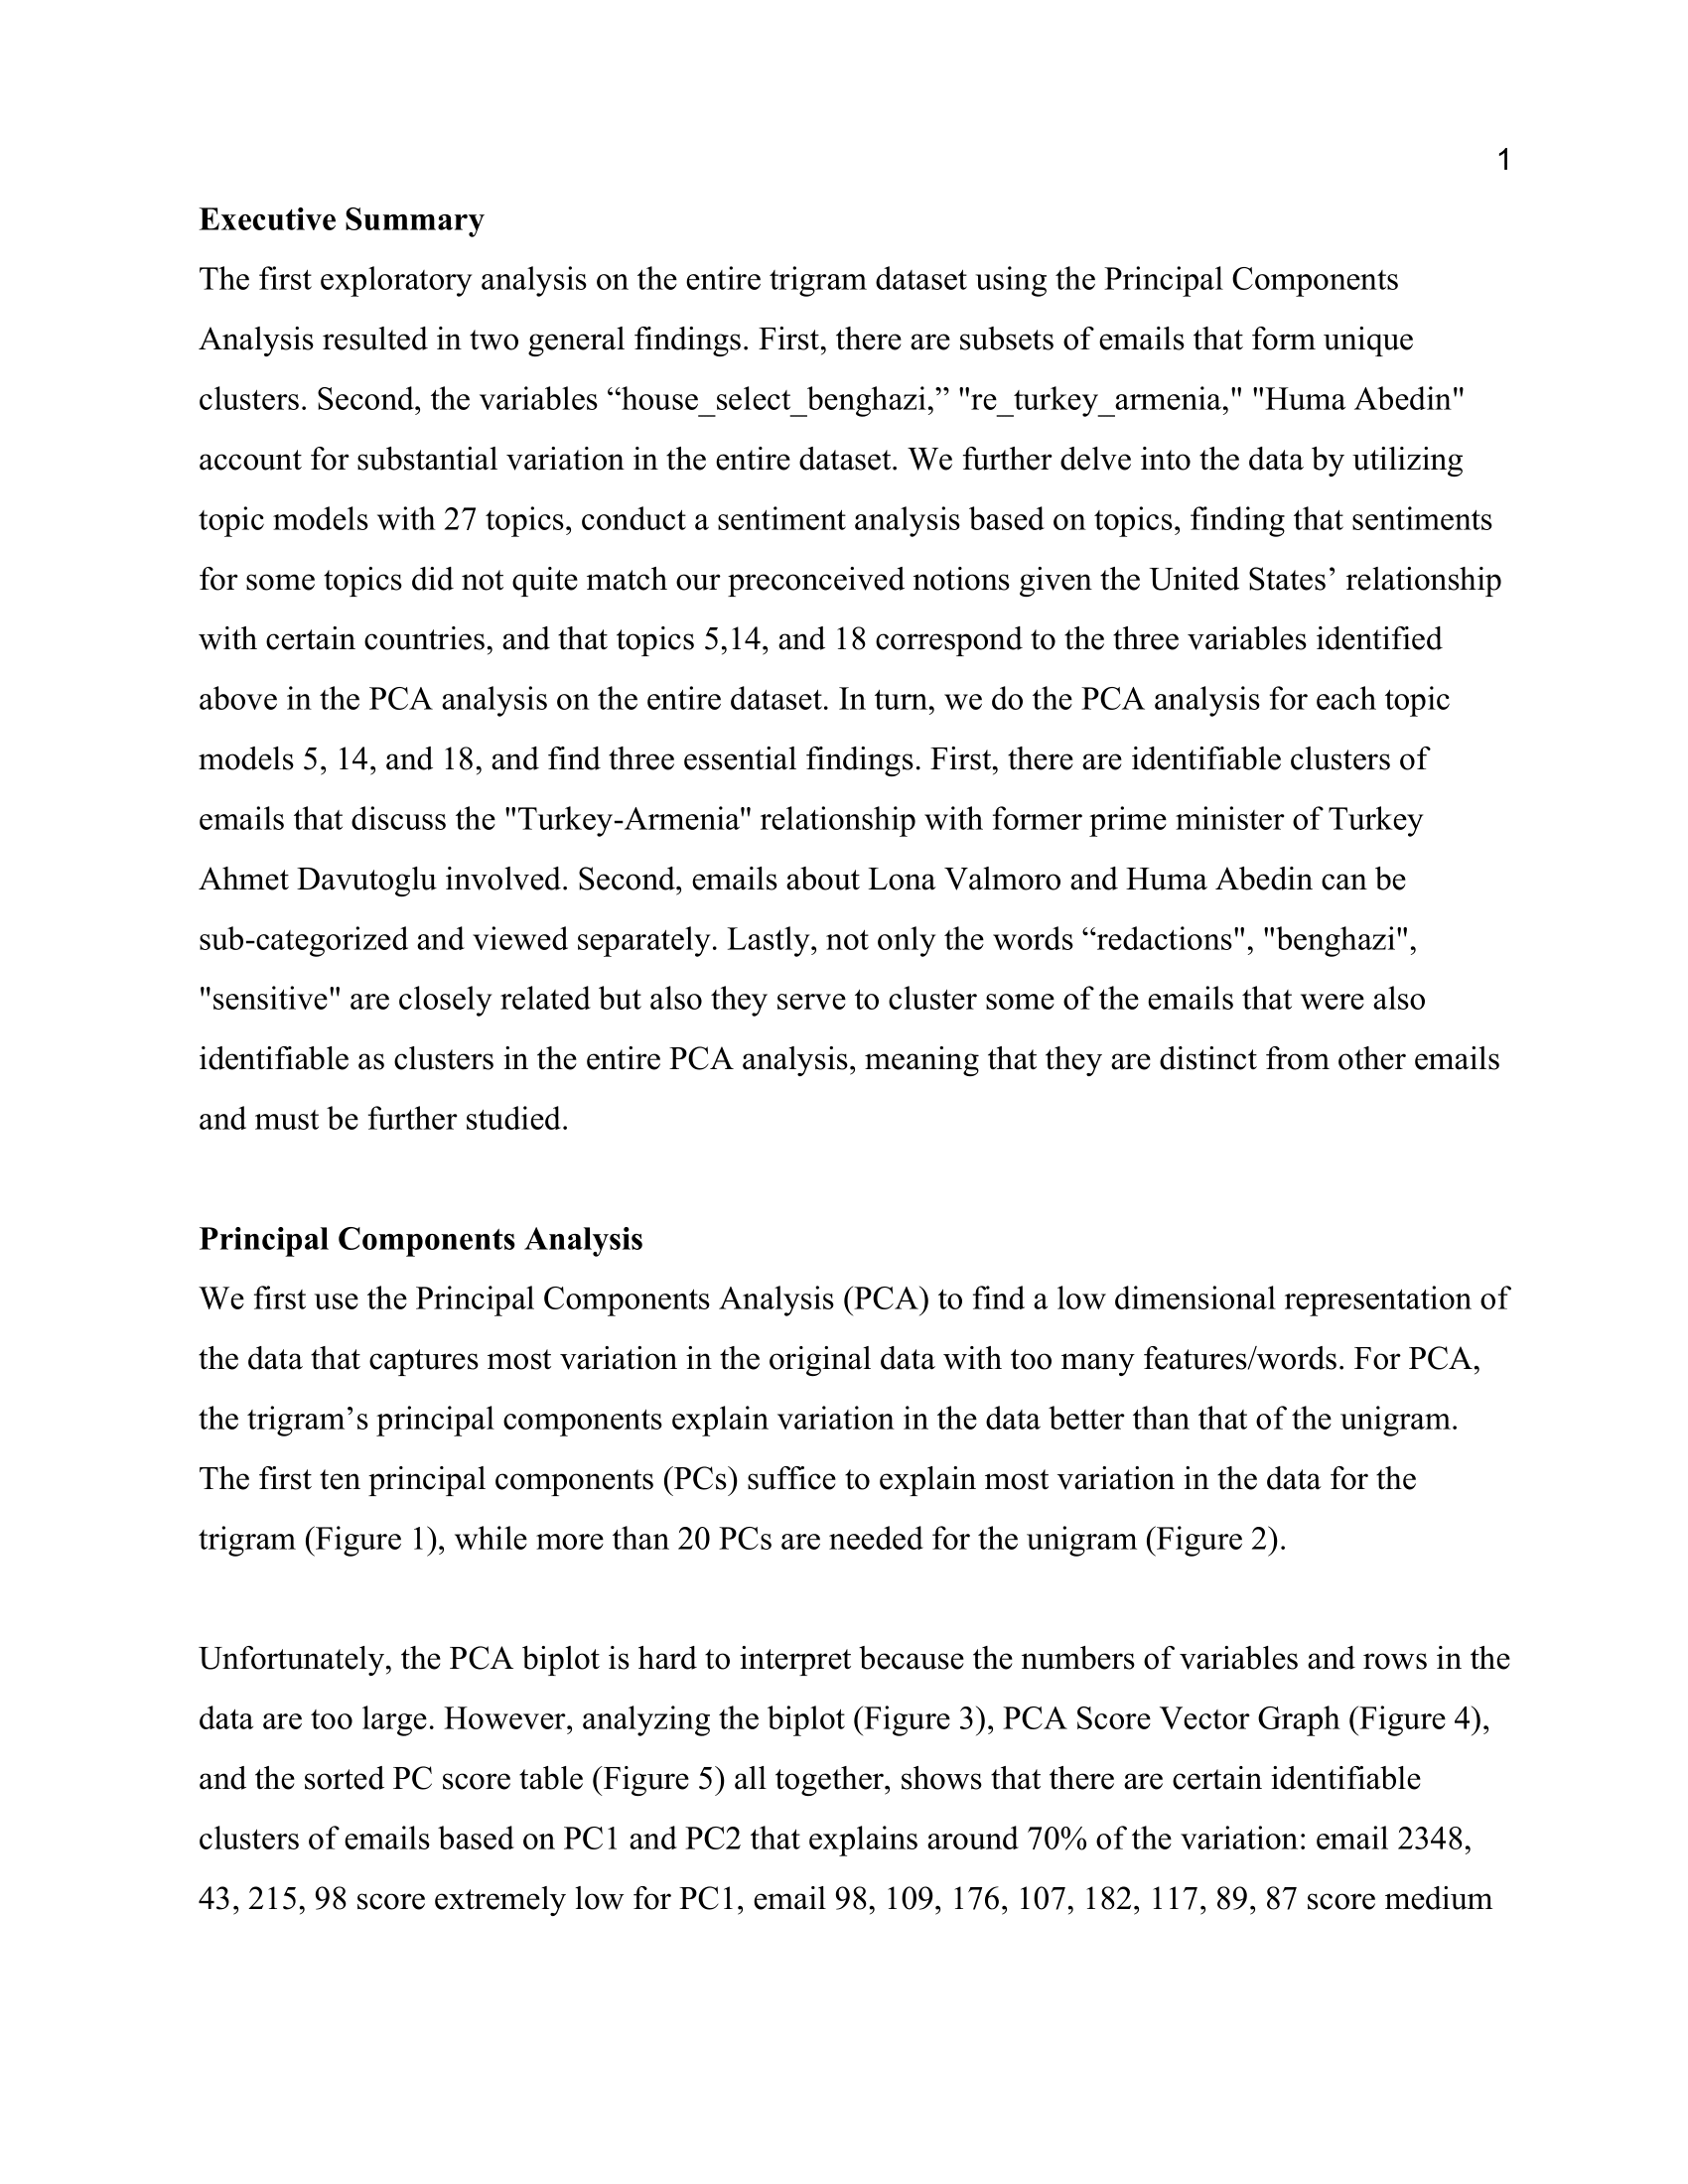 1
Executive Summary
The first exploratory analysis on the entire trigram dataset using the Principal Components
Analysis resulted in two general findings. First, there are subsets of emails that form unique
clusters. Second, the variables “house_select_benghazi,” "re_turkey_armenia," "Huma Abedin"
account for substantial variation in the entire dataset. We further delve into the data by utilizing
topic models with 27 topics, conduct a sentiment analysis based on topics, finding that sentiments
for some topics did not quite match our preconceived notions given the United States’ relationship
with certain countries, and that topics 5,14, and 18 correspond to the three variables identified
above in the PCA analysis on the entire dataset. In turn, we do the PCA analysis for each topic
models 5, 14, and 18, and find three essential findings. First, there are identifiable clusters of
emails that discuss the "Turkey-Armenia" relationship with former prime minister of Turkey
Ahmet Davutoglu involved. Second, emails about Lona Valmoro and Huma Abedin can be
sub-categorized and viewed separately. Lastly, not only the words “redactions", "benghazi",
"sensitive" are closely related but also they serve to cluster some of the emails that were also
identifiable as clusters in the entire PCA analysis, meaning that they are distinct from other emails
and must be further studied.
Principal Components Analysis
We first use the Principal Components Analysis (PCA) to find a low dimensional representation of
the data that captures most variation in the original data with too many features/words. For PCA,
the trigram’s principal components explain variation in the data better than that of the unigram.
The first ten principal components (PCs) suffice to explain most variation in the data for the
trigram (Figure 1), while more than 20 PCs are needed for the unigram (Figure 2).
Unfortunately, the PCA biplot is hard to interpret because the numbers of variables and rows in the
data are too large. However, analyzing the biplot (Figure 3), PCA Score Vector Graph (Figure 4),
and the sorted PC score table (Figure 5) all together, shows that there are certain identifiable
clusters of emails based on PC1 and PC2 that explains around 70% of the variation: email 2348,
43, 215, 98 score extremely low for PC1, email 98, 109, 176, 107, 182, 117, 89, 87 score medium